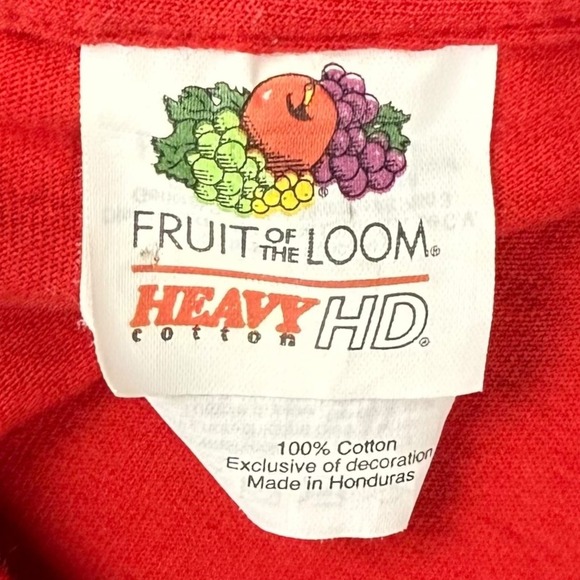 FRUIT OF THE LOOM®
HEAVY cotton HD®
100% Cotton
Exclusive of decoration
Made in Honduras